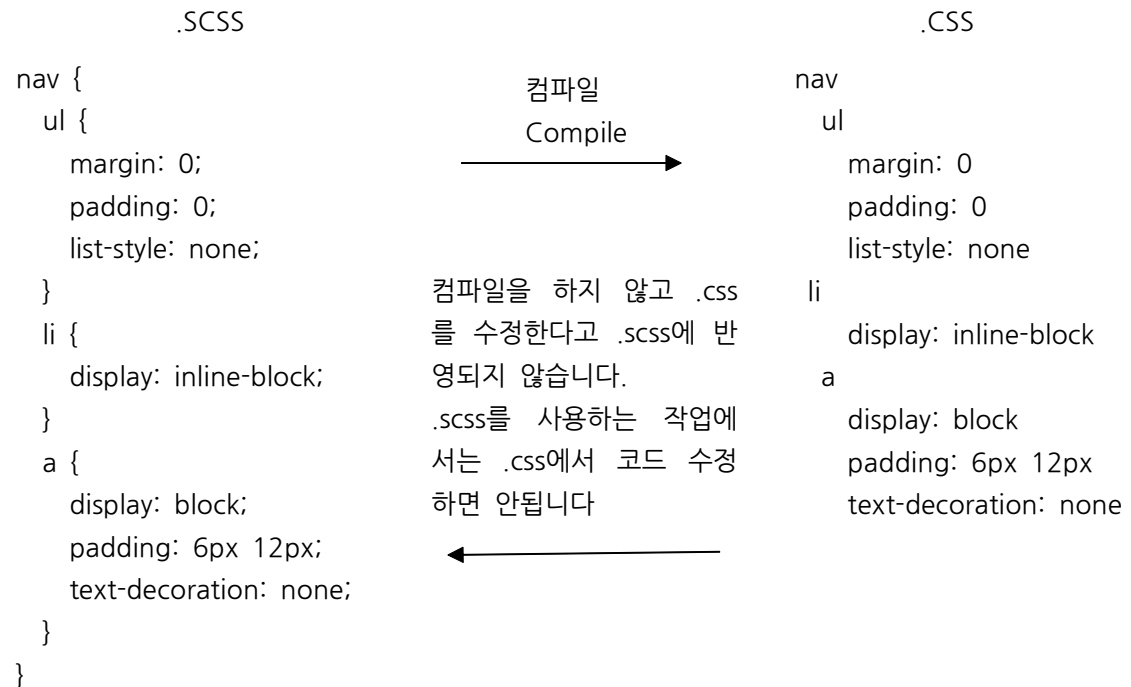 .SCSS
nav {
ul {
margin: 0;
padding: 0;
list-style: none;
}
li {
display: inline-block;
}
a {
display: block;
padding: 6px 12px;
text-decoration: none;
}
}
컴파일
Compile
컴파일을 하지 않고 .css
를 수정한다고 .scss에 반
영되지 않습니다.
.scss를 사용하는 작업에
서는 .css에서 코드 수정
하면 안됩니다
.CSS
nav
ul
margin: 0
padding: 0
list-style: none
li
display: inline-block
a
display: block
padding: 6px 12px
text-decoration: none